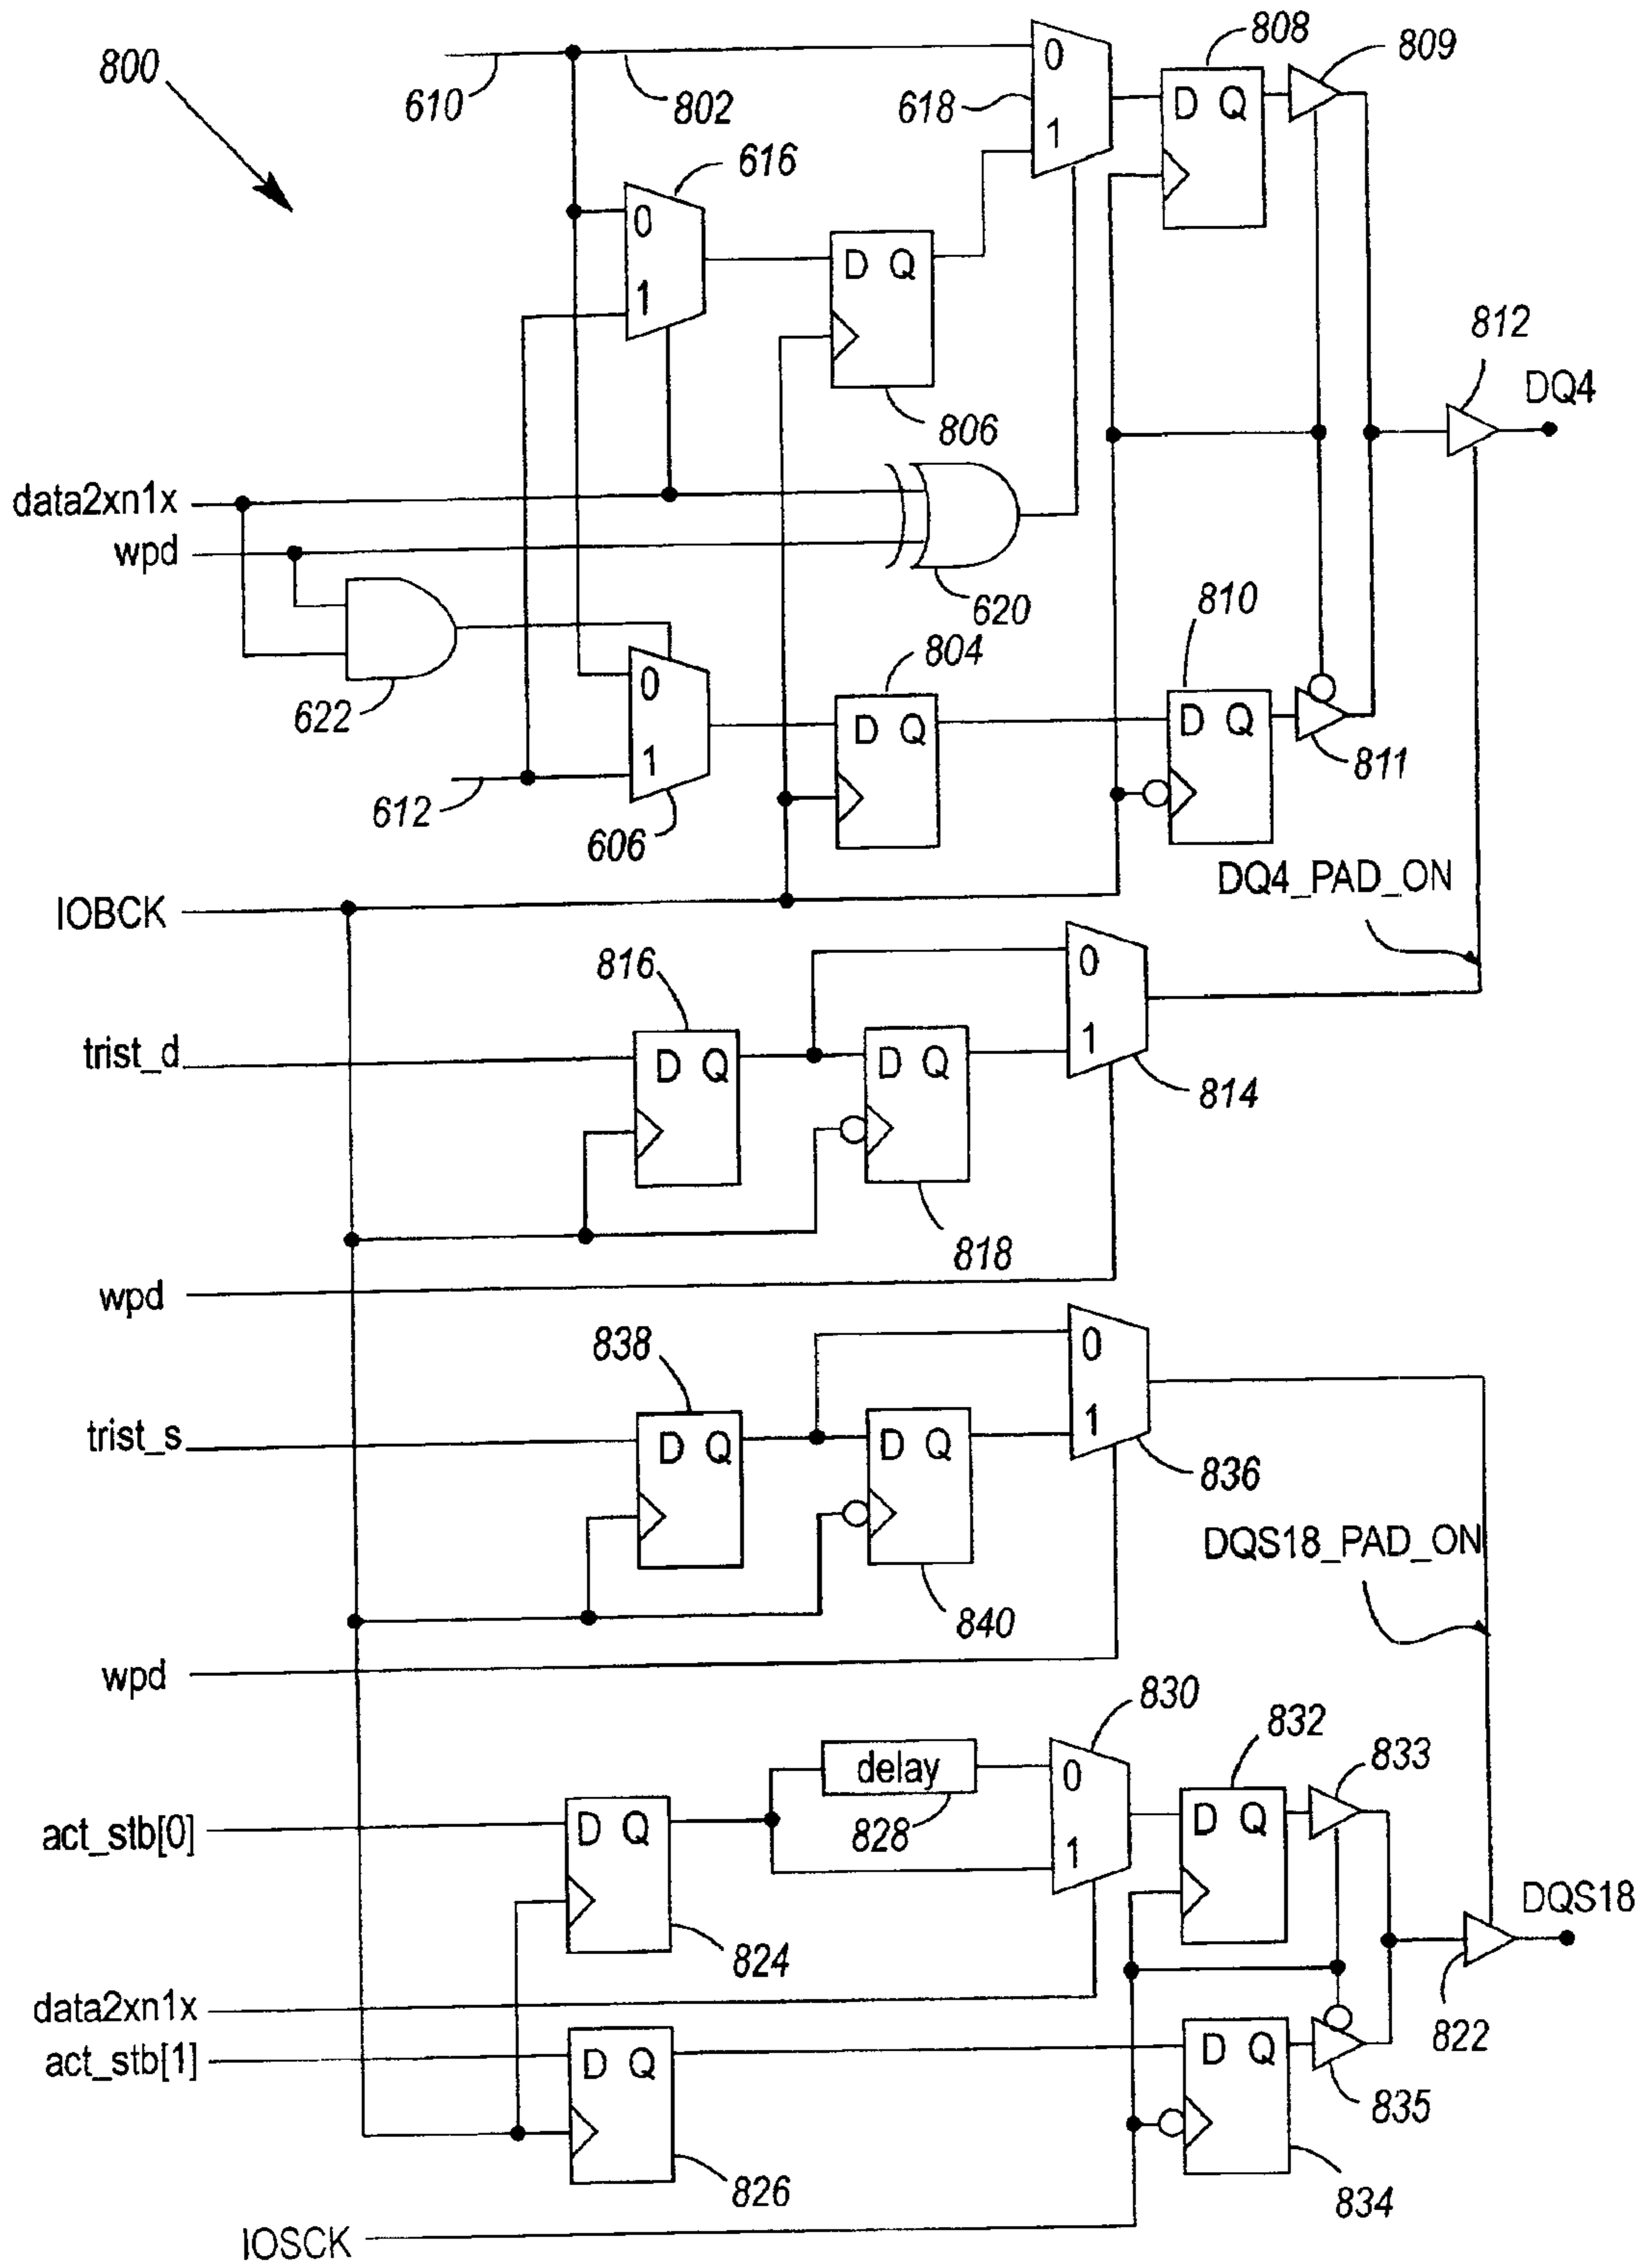 800
610
802
0
618
1
808
D Q
809
616
0
1
D Q
806
812
DQ4
data2xn1x
wpd
620
622
0
1
606
804
D Q
810
D Q
811
612
IOBCK
DQ4_PAD_ON
816
trist_d
D Q
D Q
818
0
1
814
wpd
838
trist_s
D Q
D Q
840
0
1
836
DQS18_PAD_ON
wpd
830
832
833
delay
828
0
1
D Q
act_stb[0]
D Q
824
DQS18
822
data2xn1x
act_stb[1]
D Q
826
D Q
835
834
IOSCK